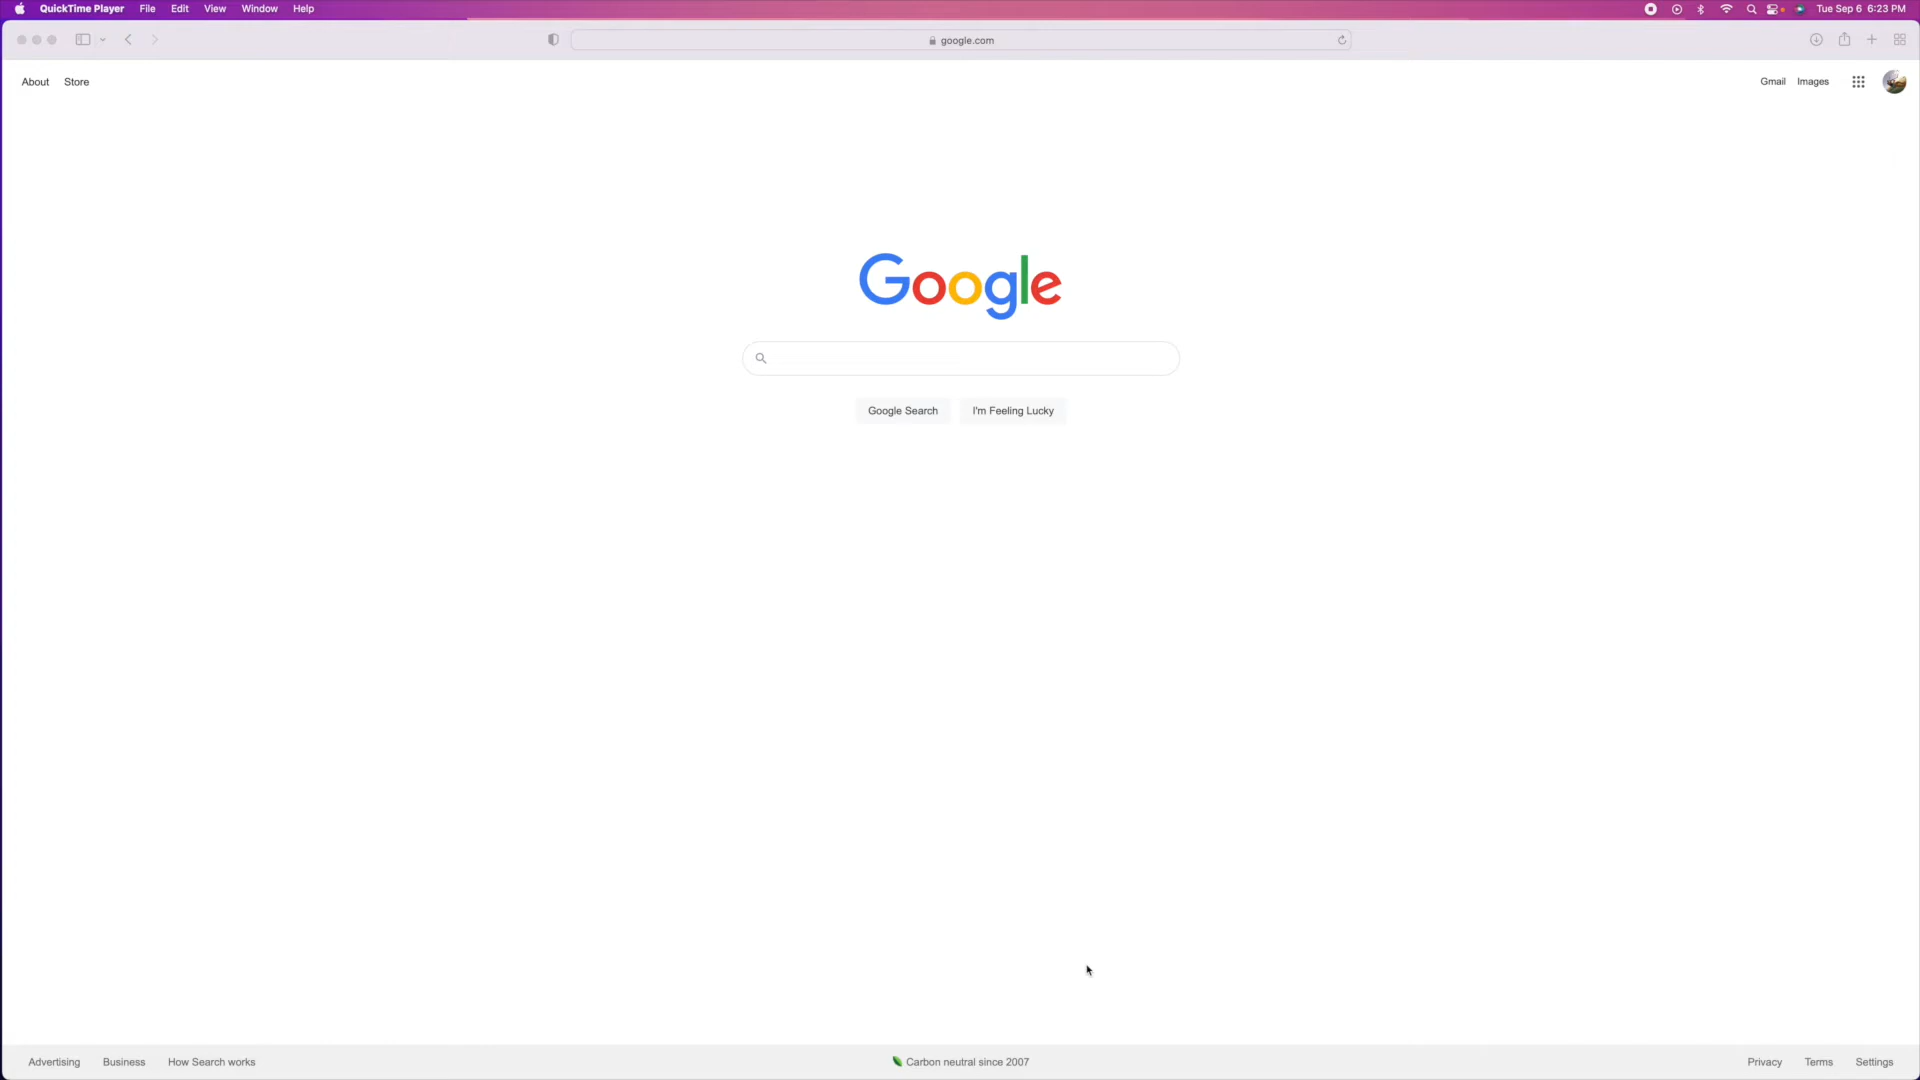 QuickTime Player File Edit View Window Help Tue Sep 6 6:23 PM
google.com
About Store Gmail Images
Google
Google Search I'm Feeling Lucky
Advertising Business How Search works Carbon neutral since 2007 Privacy Terms Settings